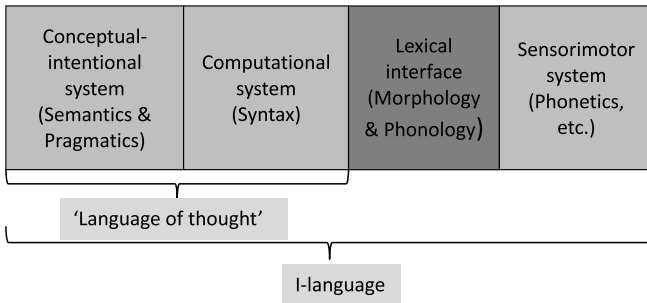 Conceptual-
intentional
system
(Semantics &
Pragmatics)
Computational
system
(Syntax)
Lexical
interface
(Morphology
& Phonology)
Sensorimotor
system
(Phonetics,
etc.)
‘Language of thought’
I-language